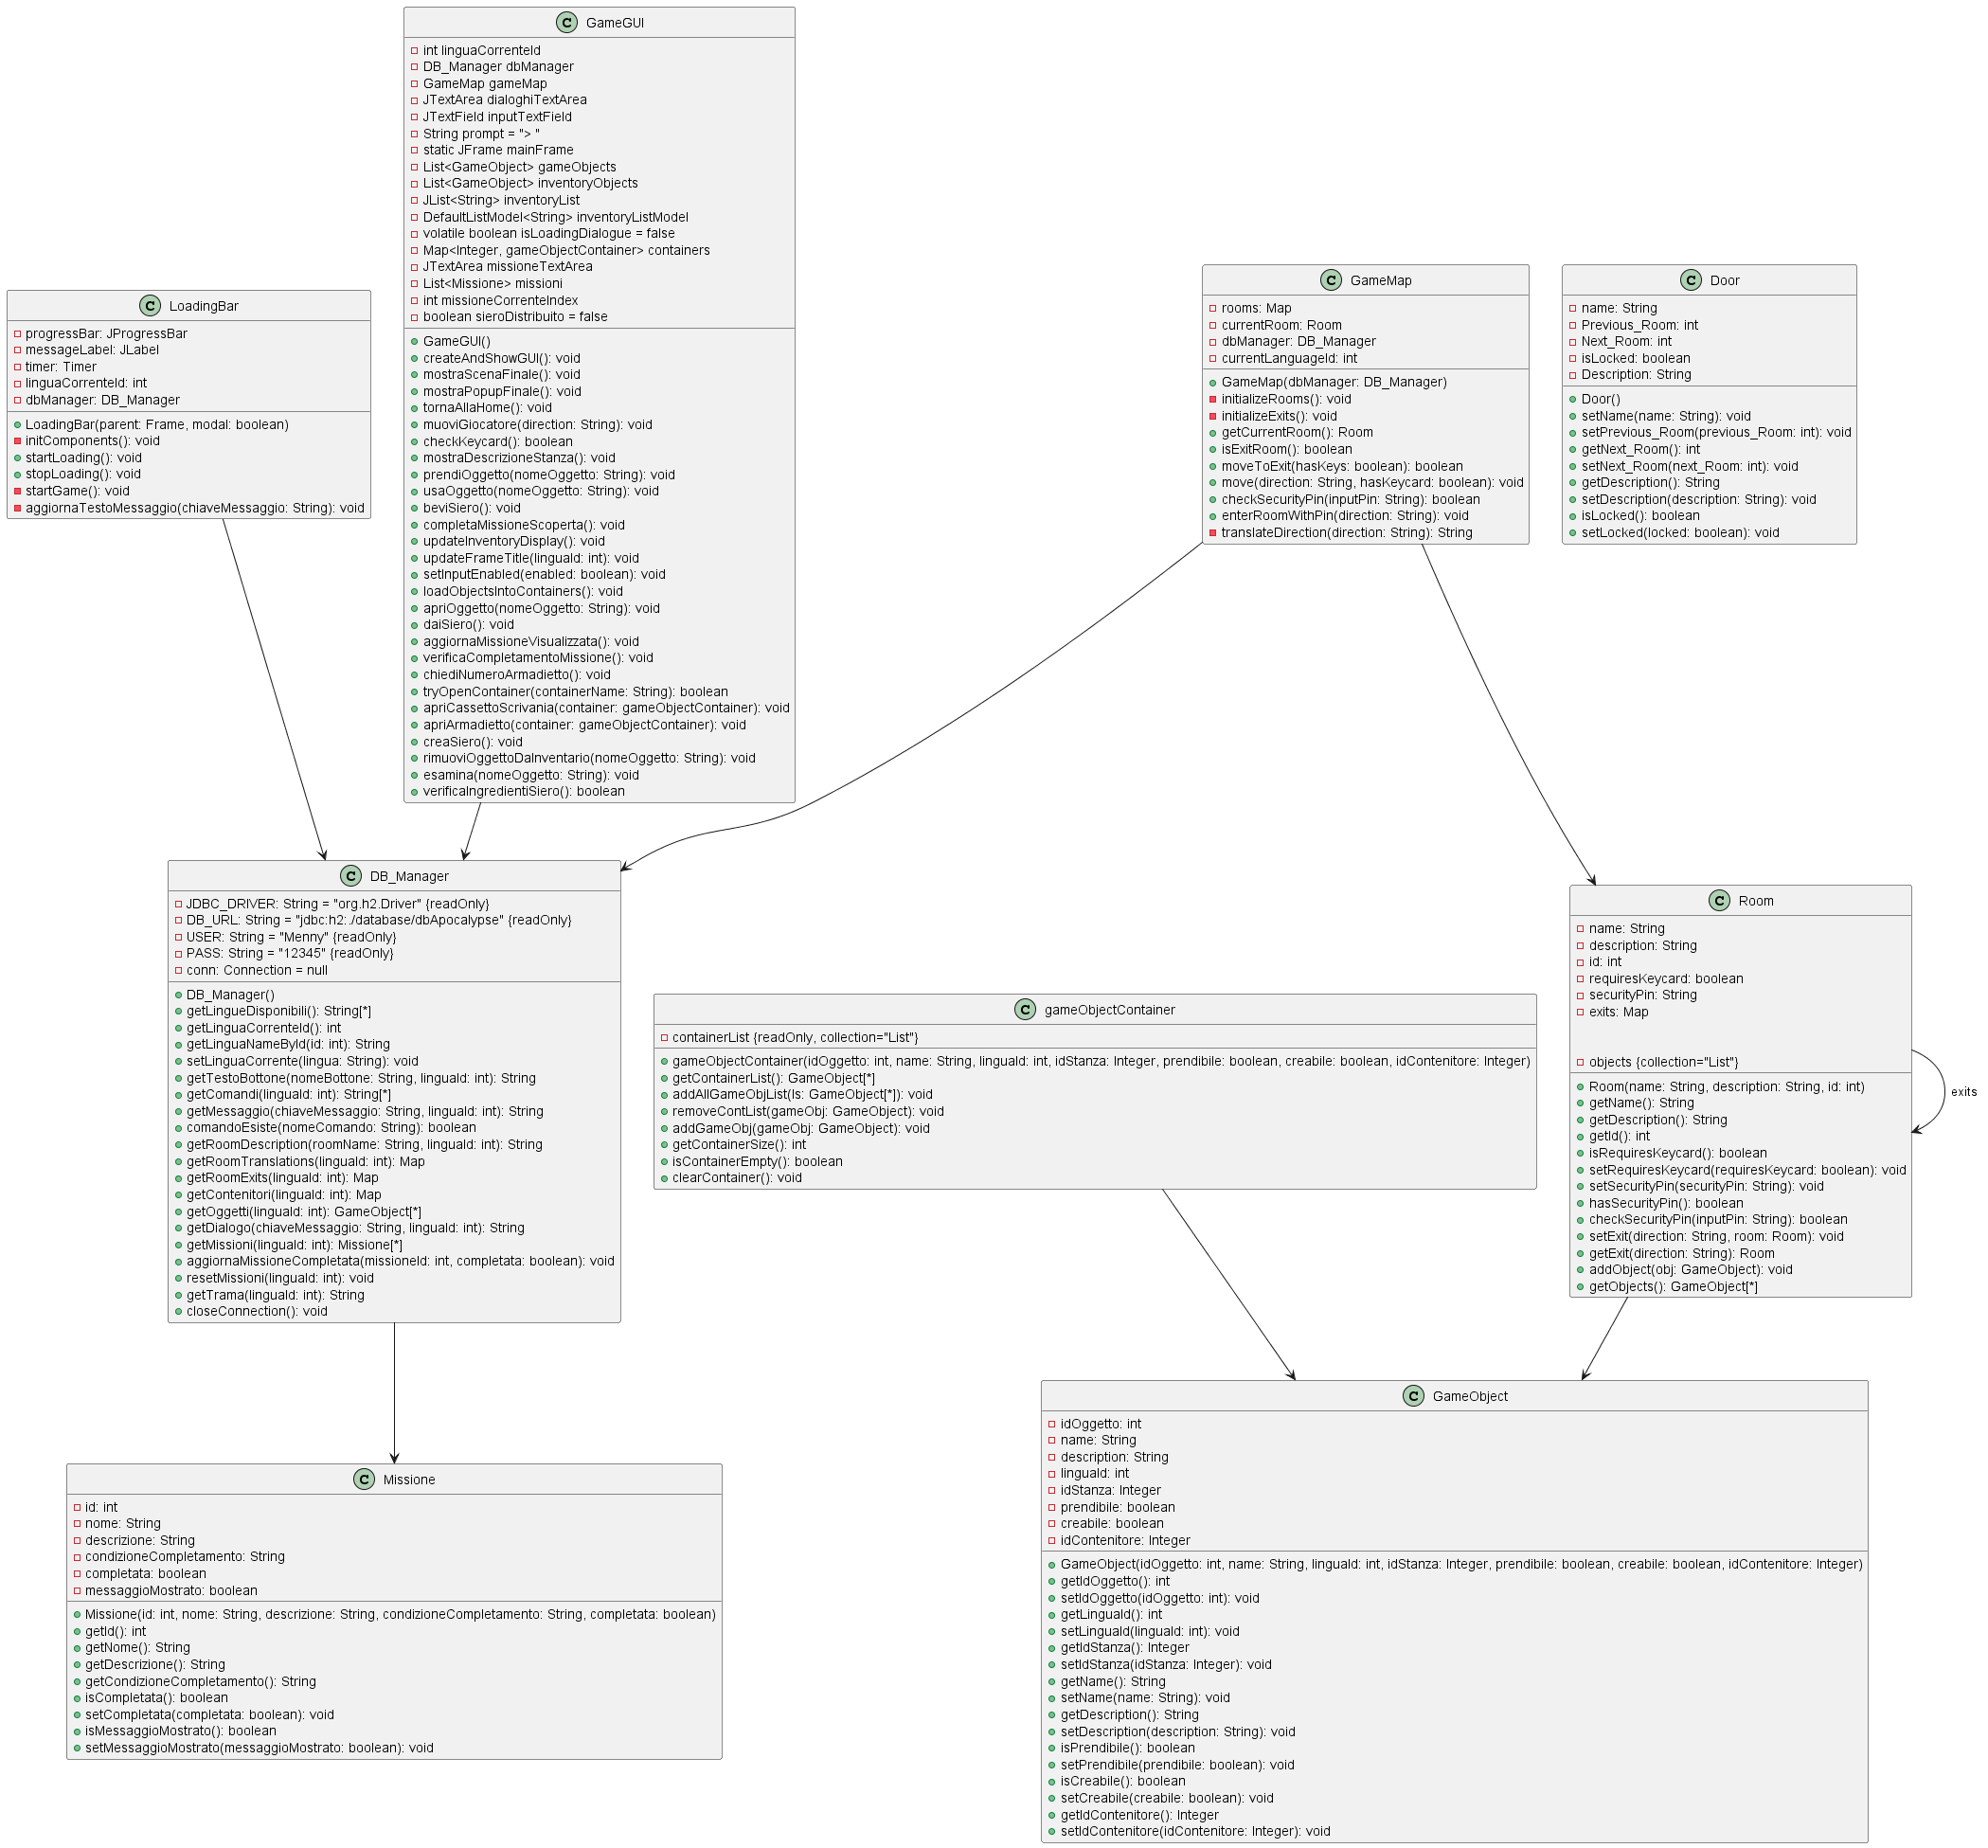 GameGUI
int linguaCorrenteId
DB_Manager dbManager
GameMap gameMap
JTextArea dialoghiTextArea
JTextField inputTextField
String prompt = "> "
static JFrame mainFrame
List<GameObject> gameObjects
List<GameObject> inventoryObjects
JList<String> inventoryList
DefaultListModel<String> inventoryListModel
volatile boolean isLoadingDialogue = false
Map<Integer, gameObjectContainer> containers
JTextArea missioneTextArea
List<Missione> missioni
int missioneCorrenteIndex
boolean sieroDistribuito = false
GameGUI()
createAndShowGUI(): void
mostraScenaFinale(): void
mostraPopupFinale(): void
tornaAllaHome(): void
muoviGiocatore(direction: String): void
checkKeycard(): boolean
mostraDescrizioneStanza(): void
prendiOggetto(nomeOggetto: String): void
usaOggetto(nomeOggetto: String): void
beviSiero(): void
completaMissioneScoperta(): void
updateInventoryDisplay(): void
updateFrameTitle(linguaId: int): void
setInputEnabled(enabled: boolean): void
loadObjectsIntoContainers(): void
apriOggetto(nomeOggetto: String): void
daiSiero(): void
aggiornaMissioneVisualizzata(): void
verificaCompletamentoMissione(): void
chiediNumeroArmadietto(): void
tryOpenContainer(containerName: String): boolean
apriCassettoScrivania(container: gameObjectContainer): void
apriArmadietto(container: gameObjectContainer): void
creaSiero(): void
rimuoviOggettoDaInventario(nomeOggetto: String): void
esamina(nomeOggetto: String): void
verificaIngredientiSiero(): boolean
LoadingBar
progressBar: JProgressBar
messageLabel: JLabel
timer: Timer
linguaCorrenteId: int
dbManager: DB_Manager
LoadingBar(parent: Frame, modal: boolean)
initComponents(): void
startLoading(): void
stopLoading(): void
startGame(): void
aggiornaTestoMessaggio(chiaveMessaggio: String): void
GameMap
rooms: Map
currentRoom: Room
dbManager: DB_Manager
currentLanguageId: int
GameMap(dbManager: DB_Manager)
initializeRooms(): void
initializeExits(): void
getCurrentRoom(): Room
isExitRoom(): boolean
moveToExit(hasKeys: boolean): boolean
move(direction: String, hasKeycard: boolean): void
checkSecurityPin(inputPin: String): boolean
enterRoomWithPin(direction: String): void
translateDirection(direction: String): String
Door
name: String
Previous_Room: int
Next_Room: int
isLocked: boolean
Description: String
Door()
setName(name: String): void
setPrevious_Room(previous_Room: int): void
getNext_Room(): int
setNext_Room(next_Room: int): void
getDescription(): String
setDescription(description: String): void
isLocked(): boolean
setLocked(locked: boolean): void
DB_Manager
JDBC_DRIVER: String = "org.h2.Driver" {readOnly}
DB_URL: String = "jdbc:h2:./database/dbApocalypse" {readOnly}
USER: String = "Menny" {readOnly}
PASS: String = "12345" {readOnly}
conn: Connection = null
DB_Manager()
getLingueDisponibili(): String[*]
getLinguaCorrenteId(): int
getLinguaNameById(id: int): String
setLinguaCorrente(lingua: String): void
getTestoBottone(nomeBottone: String, linguaId: int): String
getComandi(linguaId: int): String[*]
getMessaggio(chiaveMessaggio: String, linguaId: int): String
comandoEsiste(nomeComando: String): boolean
getRoomDescription(roomName: String, linguaId: int): String
getRoomTranslations(linguaId: int): Map
getRoomExits(linguaId: int): Map
getContenitori(linguaId: int): Map
getOggetti(linguaId: int): GameObject[*]
getDialogo(chiaveMessaggio: String, linguaId: int): String
getMissioni(linguaId: int): Missione[*]
aggiornaMissioneCompletata(missioneId: int, completata: boolean): void
resetMissioni(linguaId: int): void
getTrama(linguaId: int): String
closeConnection(): void
gameObjectContainer
containerList {readOnly, collection="List"}
gameObjectContainer(idOggetto: int, name: String, linguaId: int, idStanza: Integer, prendibile: boolean, creabile: boolean, idContenitore: Integer)
getContainerList(): GameObject[*]
addAllGameObjList(ls: GameObject[*]): void
removeContList(gameObj: GameObject): void
addGameObj(gameObj: GameObject): void
getContainerSize(): int
isContainerEmpty(): boolean
clearContainer(): void
Room
name: String
description: String
id: int
requiresKeycard: boolean
securityPin: String
exits: Map
objects {collection="List"}
Room(name: String, description: String, id: int)
getName(): String
getDescription(): String
getId(): int
isRequiresKeycard(): boolean
setRequiresKeycard(requiresKeycard: boolean): void
setSecurityPin(securityPin: String): void
hasSecurityPin(): boolean
checkSecurityPin(inputPin: String): boolean
setExit(direction: String, room: Room): void
getExit(direction: String): Room
addObject(obj: GameObject): void
getObjects(): GameObject[*]
exits
Missione
id: int
nome: String
descrizione: String
condizioneCompletamento: String
completata: boolean
messaggioMostrato: boolean
Missione(id: int, nome: String, descrizione: String, condizioneCompletamento: String, completata: boolean)
getId(): int
getNome(): String
getDescrizione(): String
getCondizioneCompletamento(): String
isCompletata(): boolean
setCompletata(completata: boolean): void
isMessaggioMostrato(): boolean
setMessaggioMostrato(messaggioMostrato: boolean): void
GameObject
idOggetto: int
name: String
description: String
linguaId: int
idStanza: Integer
prendibile: boolean
creabile: boolean
idContenitore: Integer
GameObject(idOggetto: int, name: String, linguaId: int, idStanza: Integer, prendibile: boolean, creabile: boolean, idContenitore: Integer)
getIdOggetto(): int
setIdOggetto(idOggetto: int): void
getLinguaId(): int
setLinguaId(linguaId: int): void
getIdStanza(): Integer
setIdStanza(idStanza: Integer): void
getName(): String
setName(name: String): void
getDescription(): String
setDescription(description: String): void
isPrendibile(): boolean
setPrendibile(prendibile: boolean): void
isCreabile(): boolean
setCreabile(creabile: boolean): void
getIdContenitore(): Integer
setIdContenitore(idContenitore: Integer): void